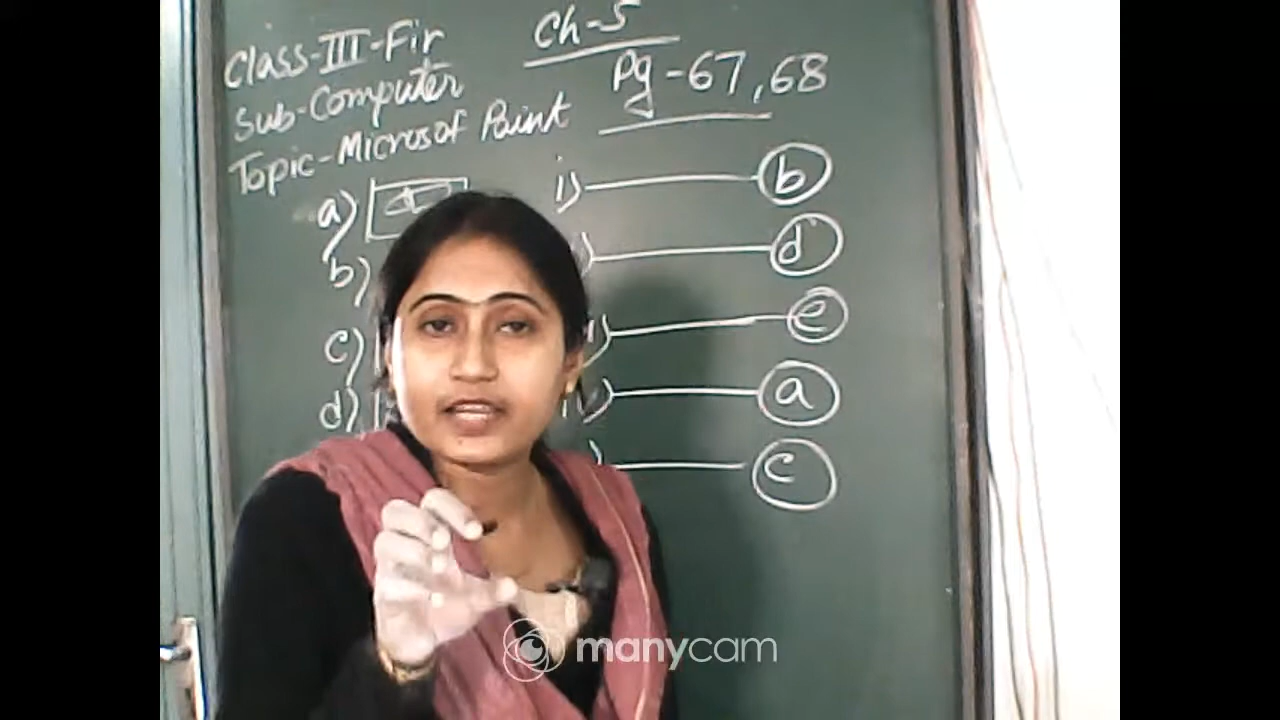 Class-III-Fir
Ch-5
Sub-Computer
Pg-67,68
Topic-Microsof Paint
a)
i) b
b)
d
c)
e
d)
a
c
manycam